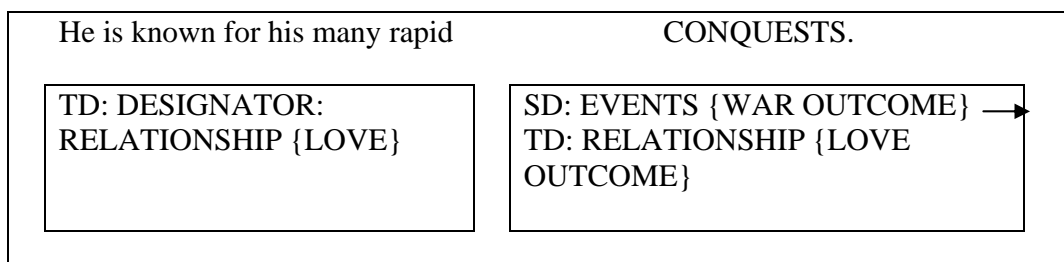 He is known for his many rapid CONQUESTS.
TD: DESIGNATOR:
RELATIONSHIP {LOVE}
SD: EVENTS {WAR OUTCOME}
TD: RELATIONSHIP {LOVE
OUTCOME}